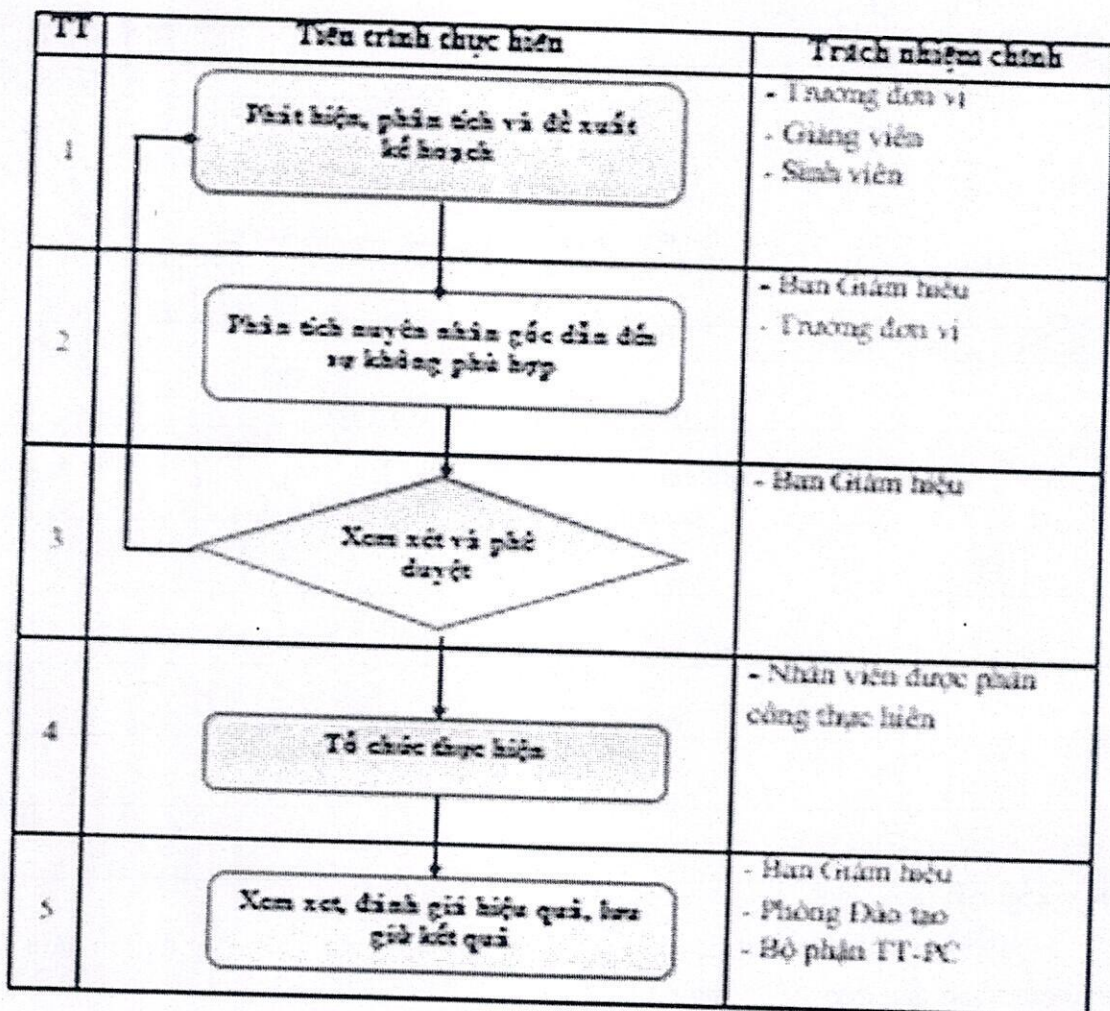 TT Tiến trình thực hiện Trách nhiệm chính
1
Phát hiện, phân tích và đề xuất
kế hoạch
- Trưởng đơn vị
- Giảng viên
- Sinh viên
2
Phân tích nuyên nhân gốc dẫn đến
sự không phù hợp
- Ban Giám hiệu
- Trưởng đơn vị
3
Xem xét và phê
duyệt
- Ban Giám hiệu
4
Tổ chức thực hiện
- Nhân viên được phân
công thực hiện
5
Xem xet, đánh giá hiệu quả, lưu
giữ kết quả
- Ban Giám hiệu
- Phòng Đào tạo
- Bộ phận TT-PC